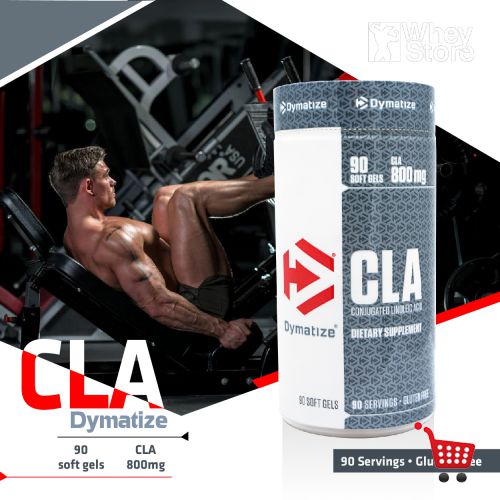 Whey
Store
Dymatize
90
SOFT GELS
CLA
800mg
CLA
CONJUGATED LINOLEIC ACID
DIETARY SUPPLEMENT
Dymatize
90 SOFT GELS
90 SERVINGS • GLUTEN FREE
USA
CLA
Dymatize
90
soft gels
CLA
800mg
90 Servings • Glu